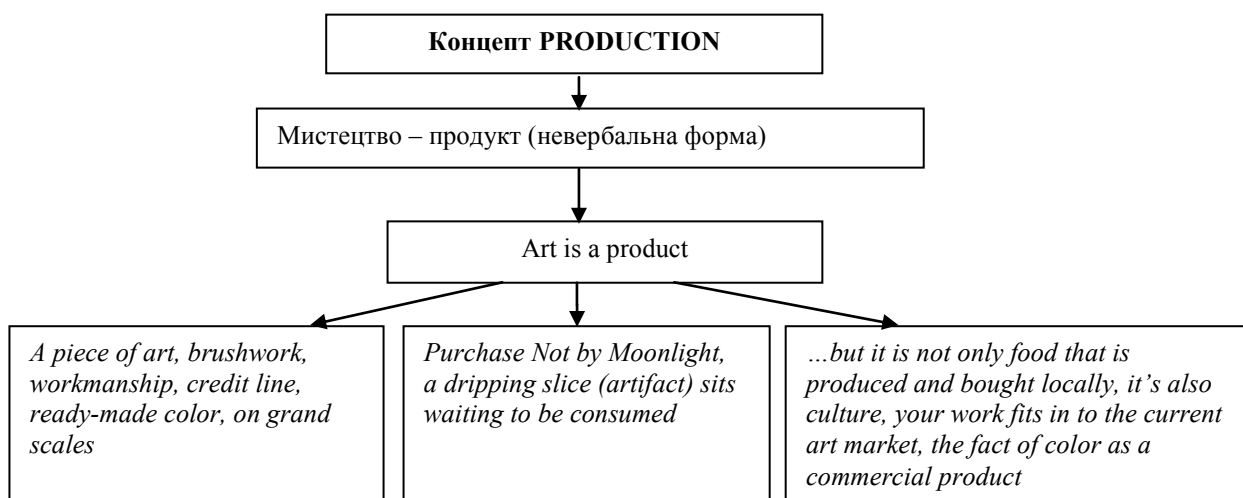 Концепт PRODUCTION
Мистецтво – продукт (невербальна форма)
Art is a product
A piece of art, brushwork,
workmanship, credit line,
ready-made color, on grand
scales
Purchase Not by Moonlight,
a dripping slice (artifact) sits
waiting to be consumed
…but it is not only food that is
produced and bought locally, it’s also
culture, your work fits in to the current
art market, the fact of color as a
commercial product